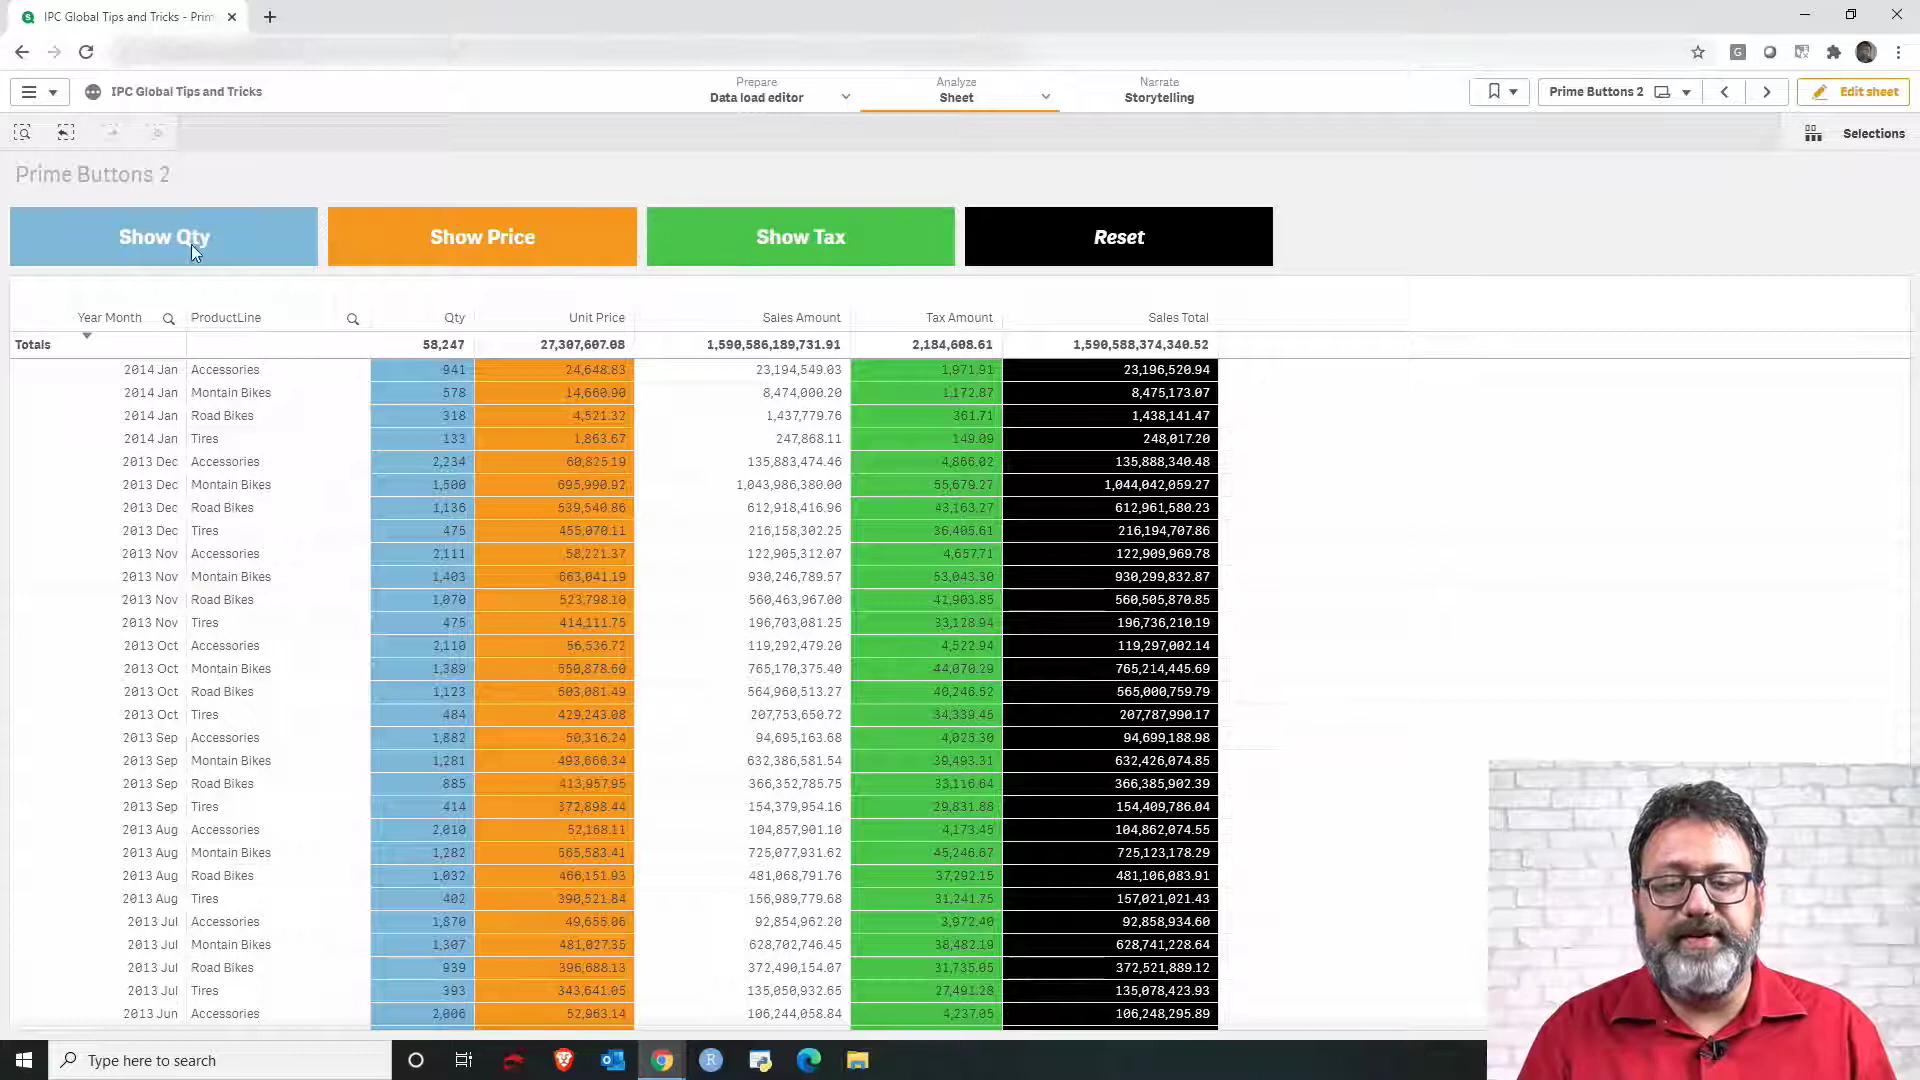 IPC Global Tips and Tricks - Prim
IPC Global Tips and Tricks
Prepare
Data load editor
Analyze
Sheet
Narrate
Storytelling
Prime Buttons 2
Edit sheet
Selections
Prime Buttons 2
Show Qty Show Price Show Tax Reset
Year Month ProductLine Qty Unit Price Sales Amount Tax Amount Sales Total
Totals 58,247 27,307,607.08 1,590,586,189,731.91 2,184,608.61 1,590,588,374,340.52
2014 Jan Accessories 941 24,648.83 23,194,549.03 1,971.91 23,196,520.94
2014 Jan Montain Bikes 578 14,660.90 8,474,000.20 1,172.87 8,475,173.07
2014 Jan Road Bikes 318 4,521.32 1,437,779.76 361.71 1,438,141.47
2014 Jan Tires 133 1,863.67 247,868.11 149.09 248,017.20
2013 Dec Accessories 2,234 60,825.19 135,883,474.46 4,866.02 135,888,340.48
2013 Dec Montain Bikes 1,500 695,990.92 1,043,986,380.00 55,679.27 1,044,042,059.27
2013 Dec Road Bikes 1,136 539,540.86 612,918,416.96 43,163.27 612,961,580.23
2013 Dec Tires 475 455,070.11 216,158,302.25 36,405.61 216,194,707.86
2013 Nov Accessories 2,111 58,221.37 122,905,312.07 4,657.71 122,909,969.78
2013 Nov Montain Bikes 1,403 663,041.19 930,246,789.57 53,043.30 930,299,832.87
2013 Nov Road Bikes 1,070 523,798.10 560,463,967.00 41,903.85 560,505,870.85
2013 Nov Tires 475 414,111.75 196,703,081.25 33,128.94 196,736,210.19
2013 Oct Accessories 2,110 56,536.72 119,292,479.20 4,522.94 119,297,002.14
2013 Oct Montain Bikes 1,389 550,878.60 765,170,375.40 44,070.29 765,214,445.69
2013 Oct Road Bikes 1,123 503,081.49 564,960,513.27 40,246.52 565,000,759.79
2013 Oct Tires 484 429,243.08 207,753,650.72 34,339.45 207,787,990.17
2013 Sep Accessories 1,882 50,316.24 94,695,163.68 4,025.30 94,699,188.98
2013 Sep Montain Bikes 1,281 493,666.34 632,386,581.54 39,493.31 632,426,074.85
2013 Sep Road Bikes 885 413,957.95 366,352,785.75 33,116.64 366,385,902.39
2013 Sep Tires 414 372,898.44 154,379,954.16 29,831.88 154,409,786.04
2013 Aug Accessories 2,010 52,168.11 104,857,901.10 4,173.45 104,862,074.55
2013 Aug Montain Bikes 1,282 565,583.41 725,077,931.62 45,246.67 725,123,178.29
2013 Aug Road Bikes 1,032 466,151.93 481,068,791.76 37,292.15 481,106,083.91
2013 Aug Tires 402 390,521.84 156,989,779.68 31,241.75 157,021,021.43
2013 Jul Accessories 1,870 49,655.06 92,854,962.20 3,972.40 92,858,934.60
2013 Jul Montain Bikes 1,307 481,027.35 628,702,746.45 38,482.19 628,741,228.64
2013 Jul Road Bikes 939 396,688.13 372,490,154.07 31,735.05 372,521,889.12
2013 Jul Tires 393 343,641.05 135,050,932.65 27,491.28 135,078,423.93
2013 Jun Accessories 2,006 52,963.14 106,244,058.84 4,237.05 106,248,295.89
Type here to search